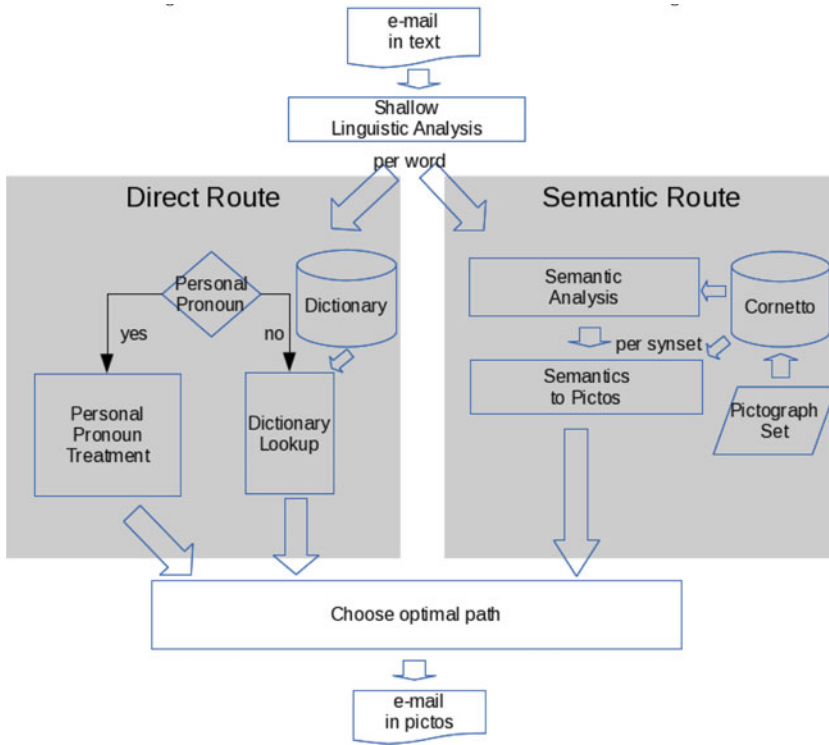 e-mail
in text
Shallow
Linguistic Analysis
per word
Direct Route
Personal
Pronoun
Dictionary
yes
no
Personal
Pronoun
Treatment
Dictionary
Lookup
Semantic Route
Semantic
Analysis
Cornetto
per synset
Semantics
to Pictos
Pictograph
Set
Choose optimal path
e-mail
in pictos